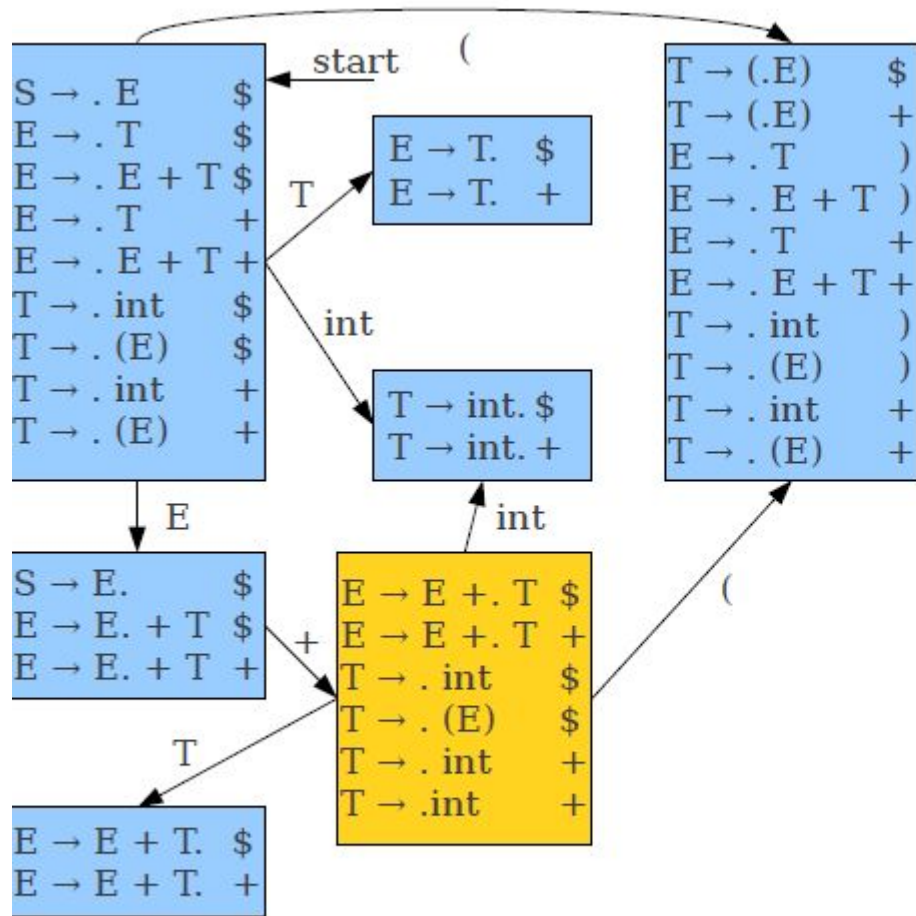 (
start
S → . E $
E → . T $
E → . E + T $
E → . T +
E → . E + T +
T → . int $
T → . (E) $
T → . int +
T → . (E) +
E → T. $
E → T. +
T
int
T → int. $
T → int. +
T → (.E) $
T → (.E) +
E → . T )
E → . E + T )
E → . T +
E → . E + T +
T → . int )
T → . (E) )
T → . int +
T → . (E) +
E
int
(
S → E. $
E → E. + T $
E → E. + T +
+
E → E +. T $
E → E +. T +
T → . int $
T → . (E) $
T → . int +
T → .int +
T
E → E + T. $
E → E + T. +